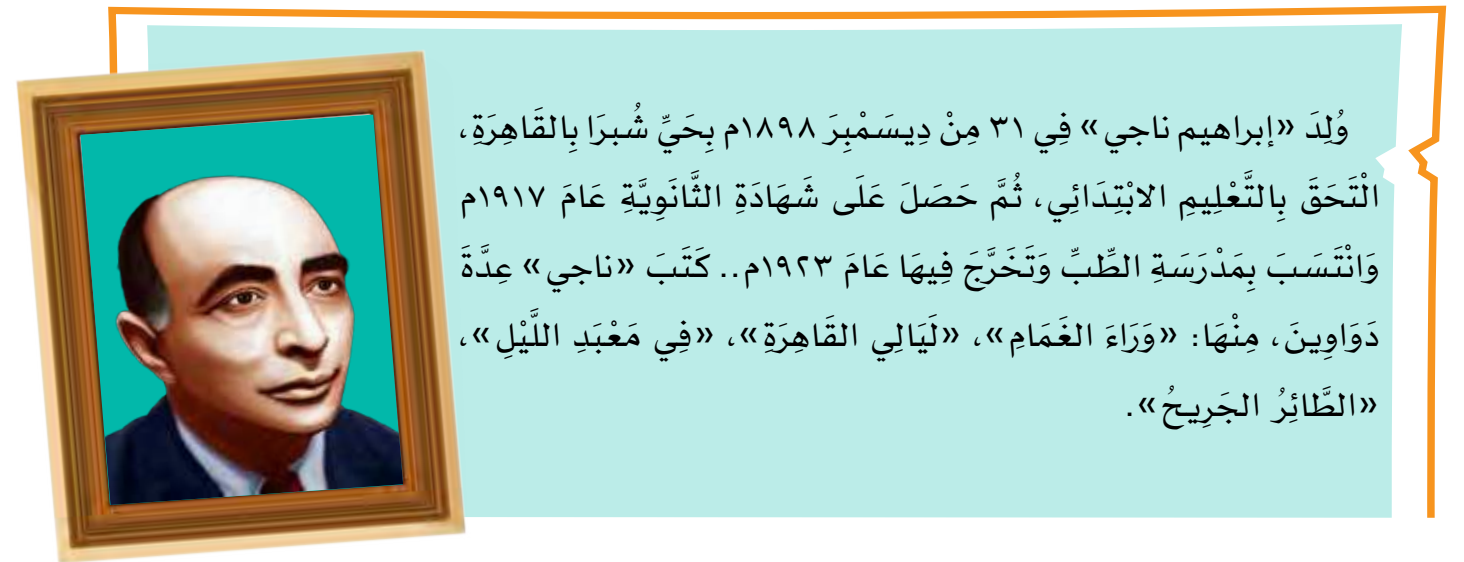 وُلِدَ «إبراهيم ناجي» فِي ٣١ مِنْ دِيسَمْبِرَ ١٨٩٨م بِحَيِّ شُبرَا بِالقَاهِرَةِ،
الْتَحَقَ بِالتَّعْلِيمِ الابْتِدَائِي، ثُمَّ حَصَلَ عَلَى شَهَادَةِ الثَّانَوِيَّةِ عَامَ ١٩١٧م
وَانْتَسَبَ بِمَدْرَسَةِ الطِّبِّ وَتَخَرَّجَ فِيهَا عَامَ ١٩٢٣م.. كَتَبَ «ناجي» عِدَّةَ
دَوَاوِينَ، مِنْهَا: «وَرَاءَ الغَمَامِ»، «لَيَالِي القَاهِرَةِ»، «فِي مَعْبَدِ اللَّيْلِ»،
«الطَّائِرُ الجَرِيحُ».